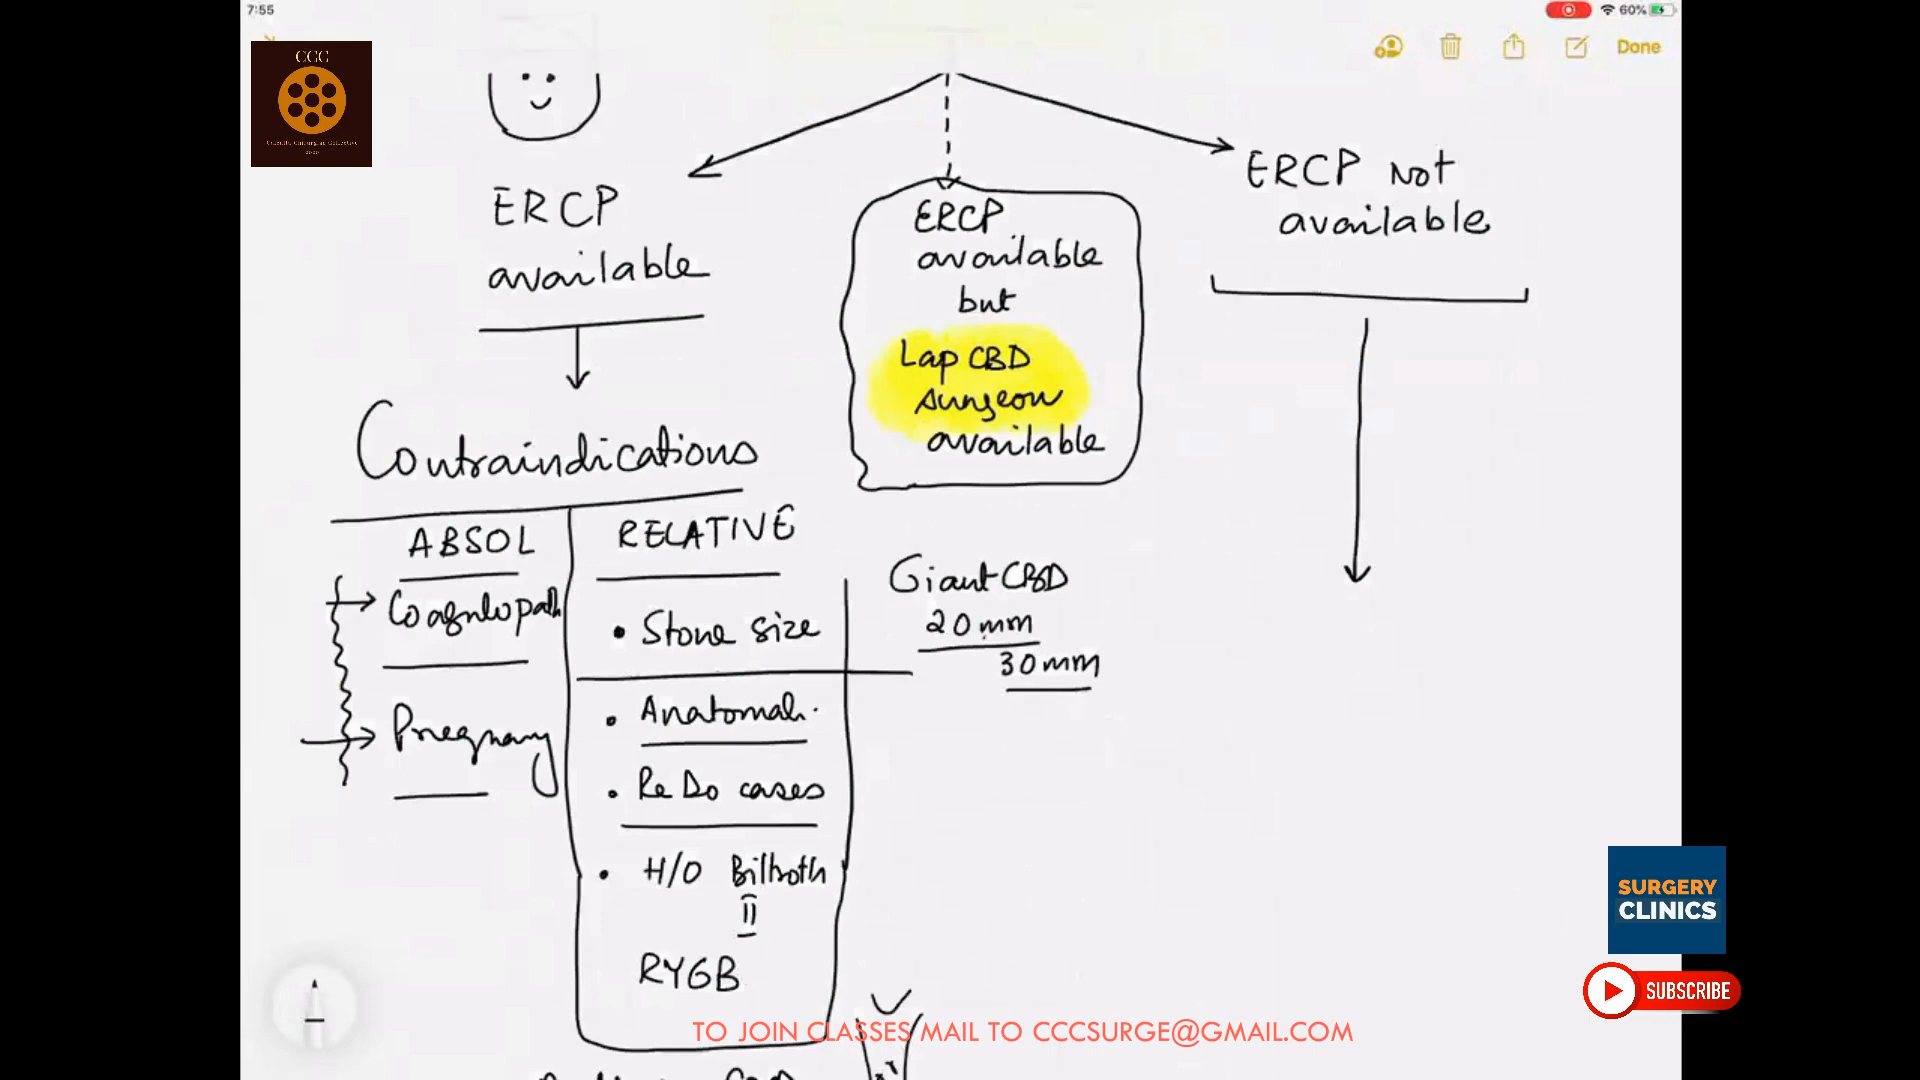 7:55
60%
Done
CCC
2020
ERCP
available
ERCP
available
but
Lap CBD
surgeon
available
ERCP Not
available
Contraindications
ABSOL
RELATIVE
Coagulopath
Pregnancy
• Stone size
• Anatomical.
• ReDo cases
• H/O Billroth
II
RYGB
Giant CBD
20mm
30mm
SURGERY
CLINICS
SUBSCRIBE
TO JOIN CLASSES MAIL TO CCCSURGE@GMAIL.COM